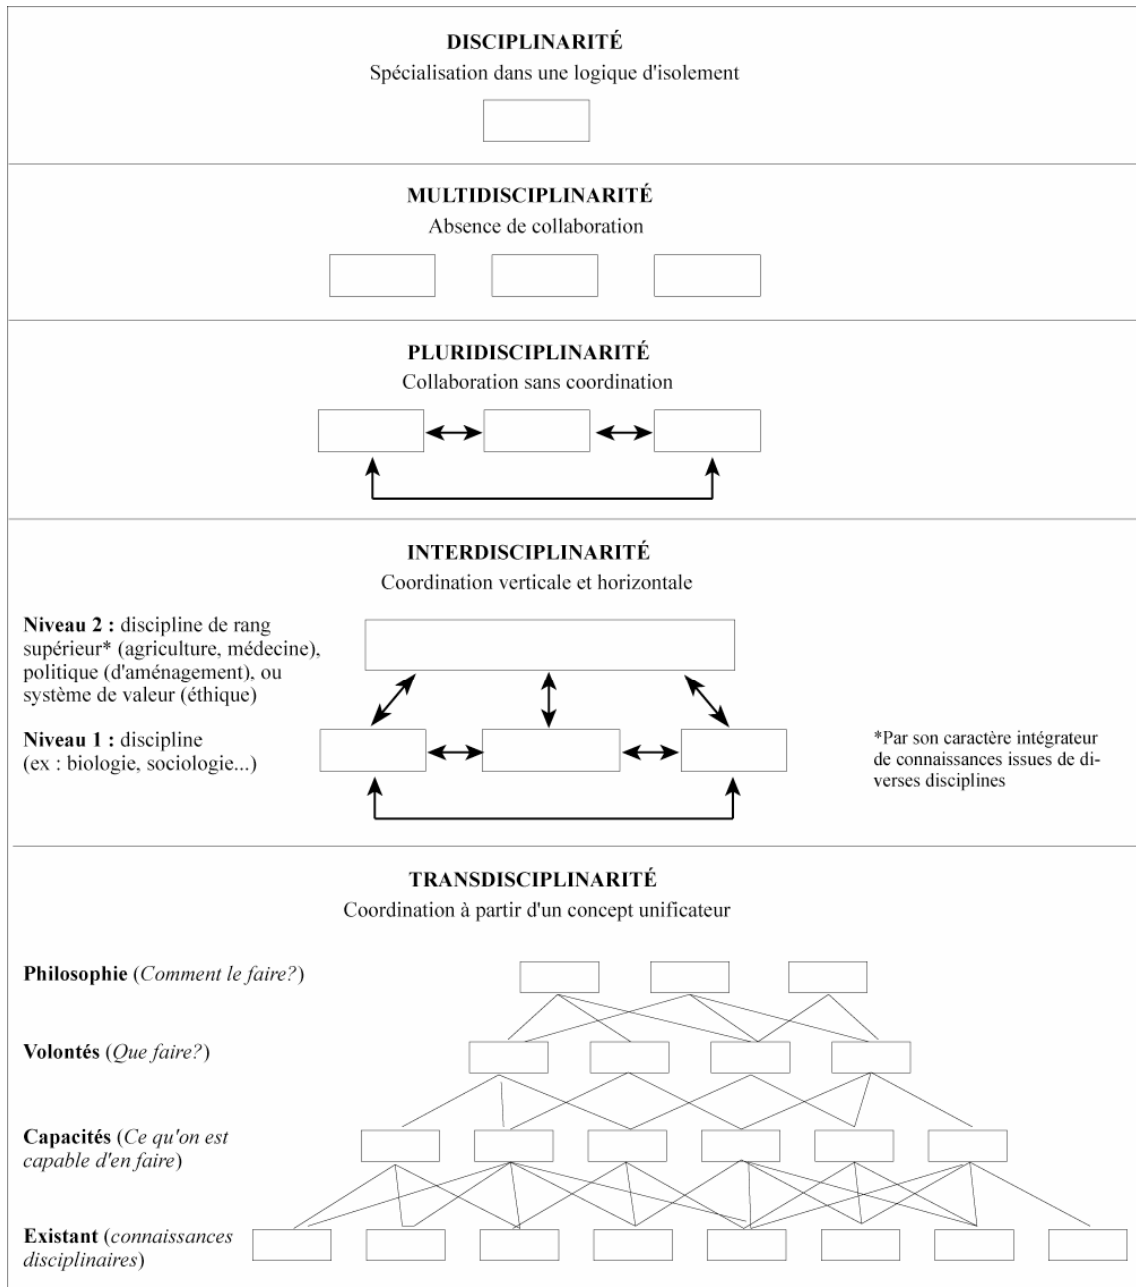 DISCIPLINARITÉ
Spécialisation dans une logique d'isolement
MULTIDISCIPLINARITÉ
Absence de collaboration
PLURIDISCIPLINARITÉ
Collaboration sans coordination
INTERDISCIPLINARITÉ
Coordination verticale et horizontale
Niveau 2 : discipline de rang
supérieur* (agriculture, médecine),
politique (d'aménagement), ou
système de valeur (éthique)
Niveau 1 : discipline
(ex : biologie, sociologie...)
*Par son caractère intégrateur
de connaissances issues de di-
verses disciplines
TRANSDISCIPLINARITÉ
Coordination à partir d'un concept unificateur
Philosophie (Comment le faire?)
Volontés (Que faire?)
Capacités (Ce qu'on est
capable d'en faire)
Existant (connaissances
disciplinaires)